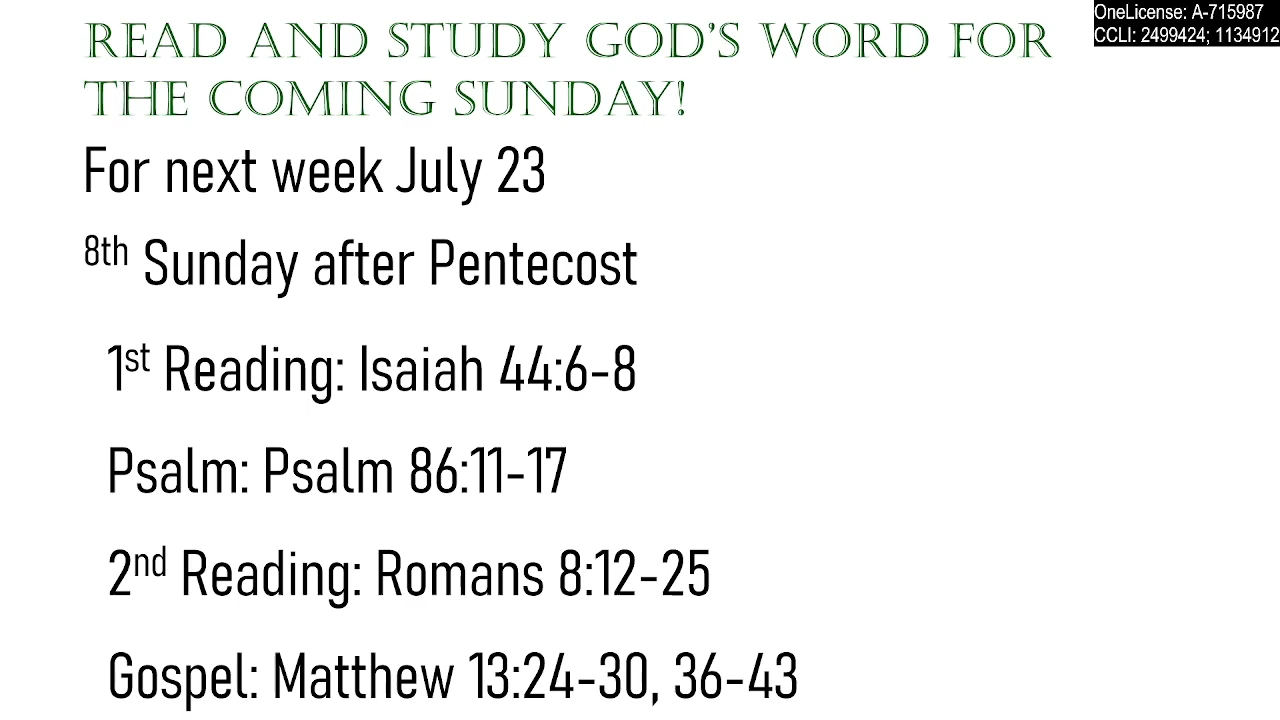 READ AND STUDY GOD'S WORD FOR
THE COMING SUNDAY!
OneLicense: A-715987
CCLI: 2499424; 1134912
For next week July 23
8th Sunday after Pentecost
1st Reading: Isaiah 44:6-8
Psalm: Psalm 86:11-17
2nd Reading: Romans 8:12-25
Gospel: Matthew 13:24-30, 36-43